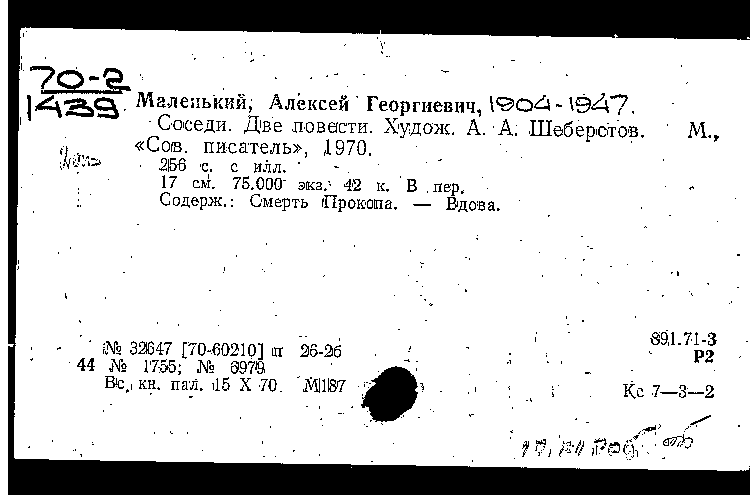 70-2
1439
Маленький, Алексей Георгиевич, 1904-1947.
Соседи. Две повести. Худож. А. А. Шеберстов. М.,
«Сов. писатель», 1970.
256 с. с илл.
17 см. 75.000 экз. 42 к. В пер.
Содерж.: Смерть Прокопа. — Вдова.
№ 32647 [70-60210] п 26-26
44 № 1755; № 6979
Вс. кн. пал. 15 X 70. М187
891.71-3
Р2
Кс 7—3—2